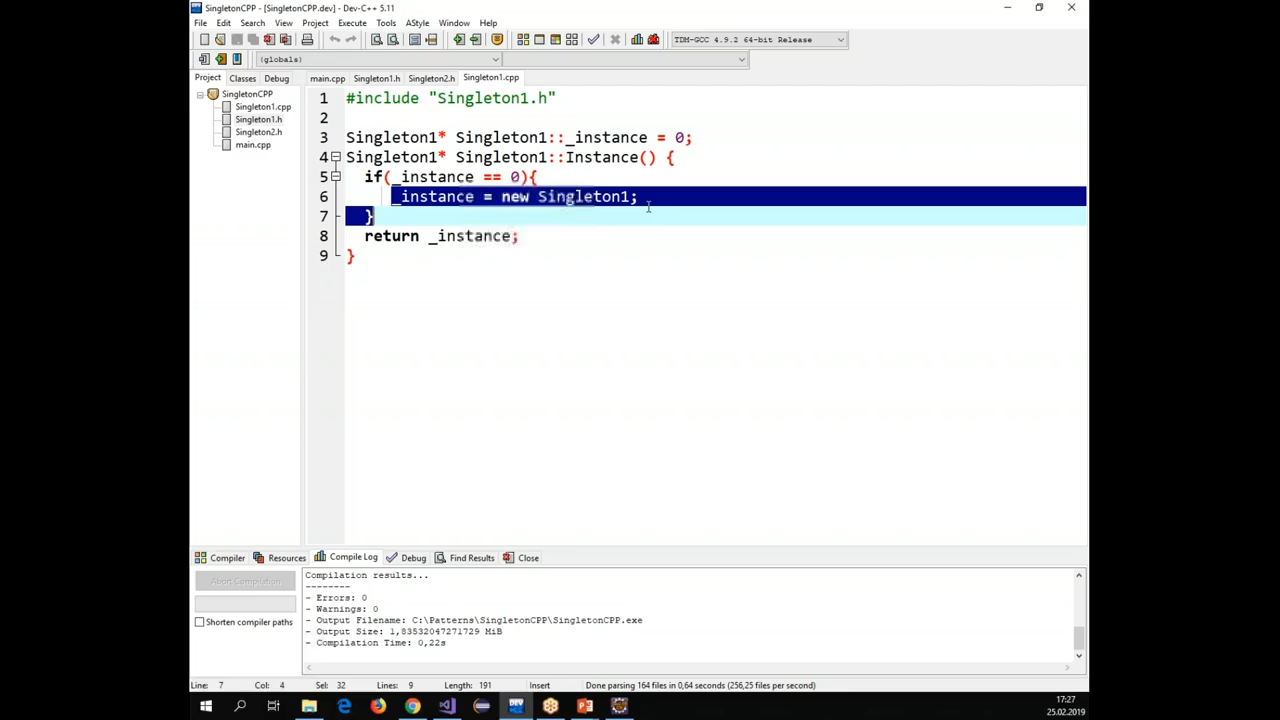 SingletonCPP - [SingletonCPP.dev] - Dev-C++ 5.11
File Edit Search View Project Execute Tools AStyle Window Help
TDM-GCC 4.9.2 64-bit Release
(globals)
Project Classes Debug
main.cpp Singleton1.h Singleton2.h Singleton1.cpp
SingletonCPP
Singleton1.cpp
Singleton1.h
Singleton2.h
main.cpp
1 #include "Singleton1.h"
2
3 Singleton1* Singleton1::_instance = 0;
4 Singleton1* Singleton1::Instance() {
5 if(_instance == 0){
6 _instance = new Singleton1;
7 }
8 return _instance;
9 }
Compiler Resources Compile Log Debug Find Results Close
Abort Compilation
Shorten compiler paths
Compilation results...
--------
- Errors: 0
- Warnings: 0
- Output Filename: C:\Patterns\SingletonCPP\SingletonCPP.exe
- Output Size: 1,83532047271729 MiB
- Compilation Time: 0,22s
Line: 7 Col: 4 Sel: 32 Lines: 9 Length: 191 Insert Done parsing 164 files in 0,64 seconds (256,25 files per second)
DEV
17:27
25.02.2019